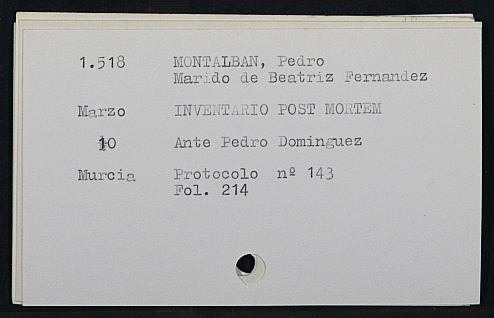 1.518 MONTALBAN, Pedro
Marido de Beatriz Fernandez
Marzo INVENTARIO POST MORTEM
10 Ante Pedro Dominguez
Murcia Protocolo nº 143
Fol. 214